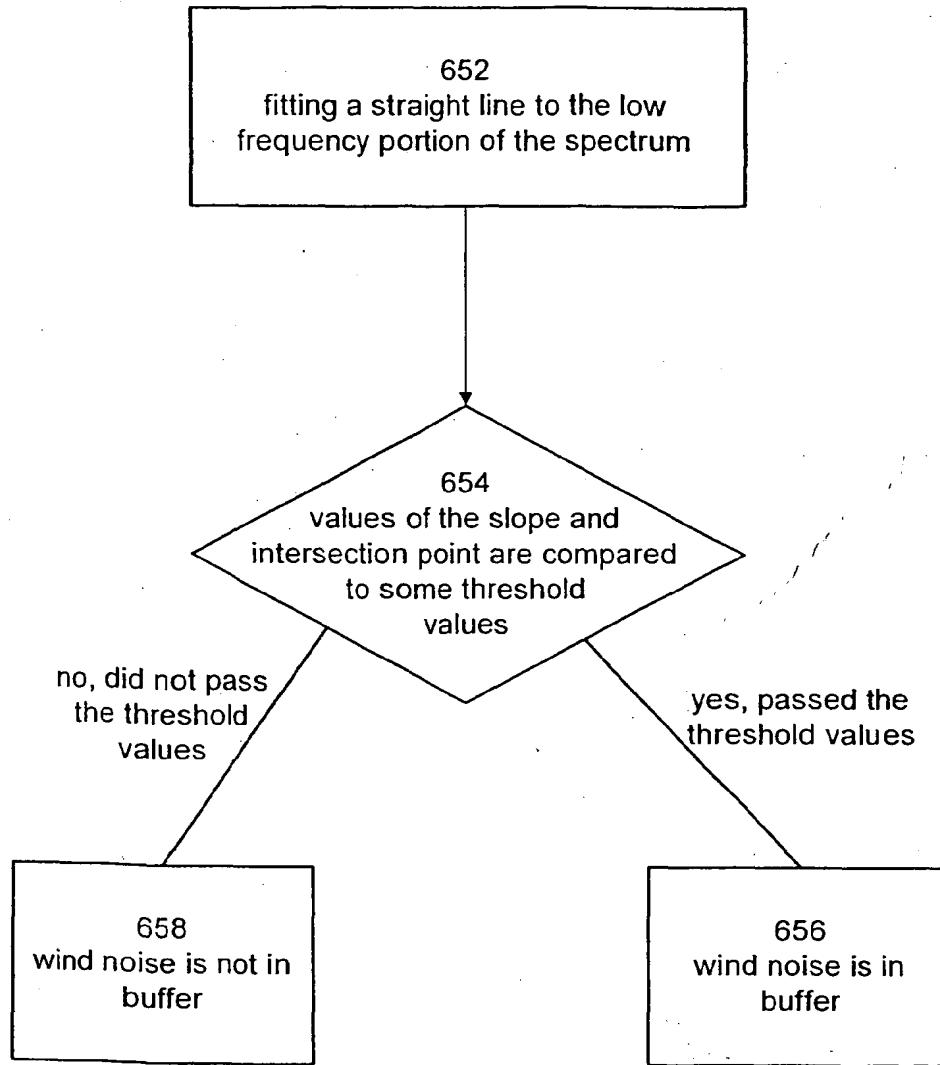 652
fitting a straight line to the low
frequency portion of the spectrum
654
values of the slope and
intersection point are compared
to some threshold
values
no, did not pass
the threshold
values
yes, passed the
threshold values
658
wind noise is not in
buffer
656
wind noise is in
buffer